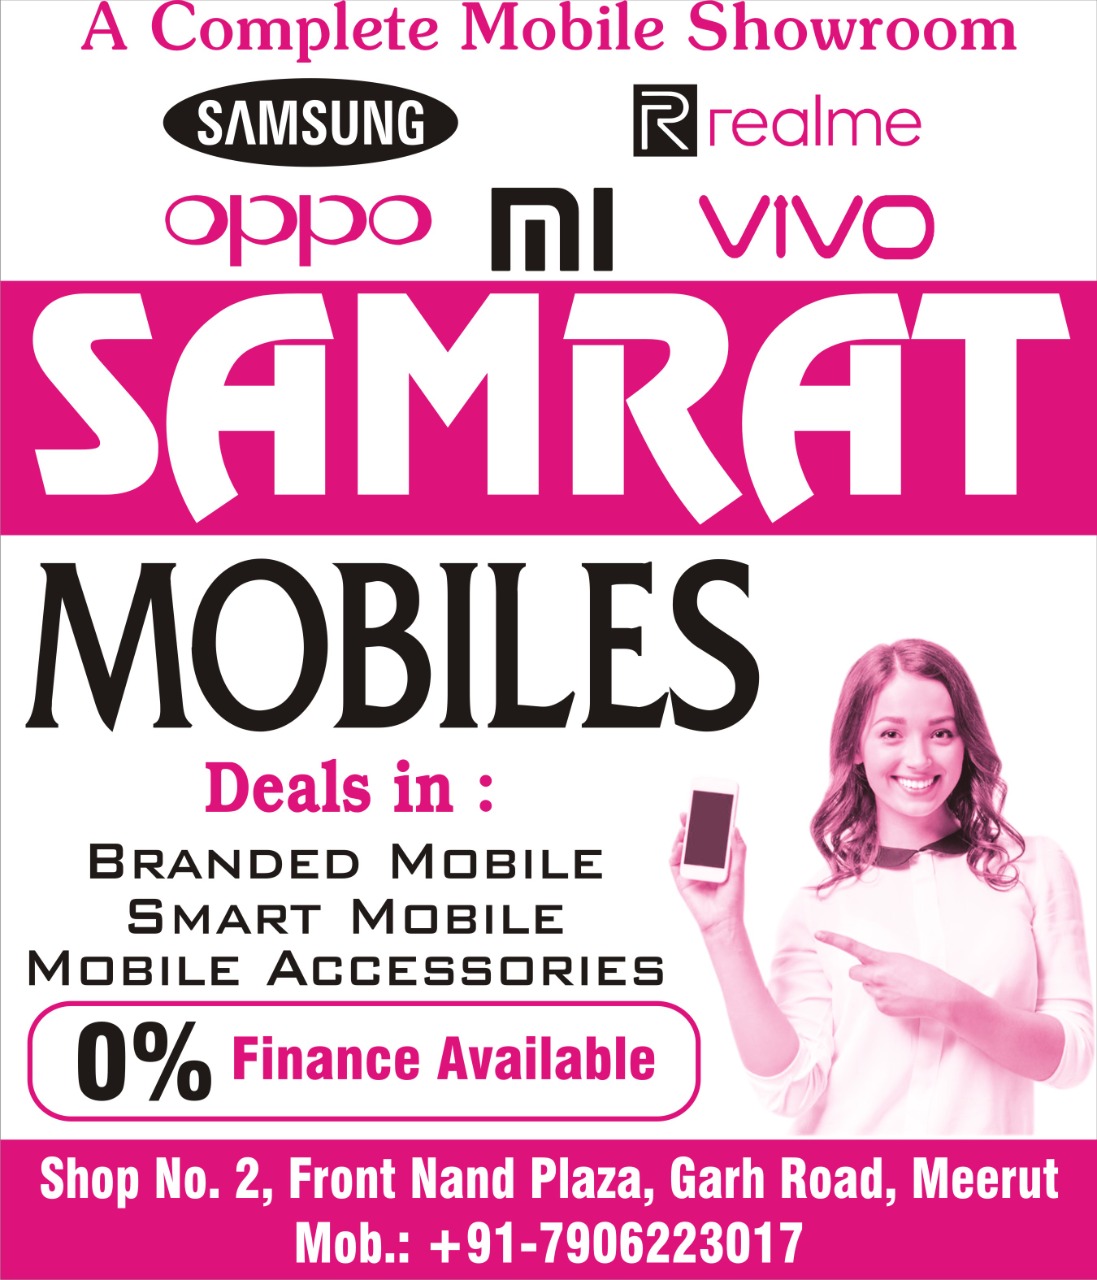 A Complete Mobile Showroom
SAMSUNG
R realme
oppo mi vivo
SAMRAT
MOBILES
Deals in :
BRANDED MOBILE
SMART MOBILE
MOBILE ACCESSORIES
0% Finance Available
Shop No. 2, Front Nand Plaza, Garh Road, Meerut
Mob.: +91-7906223017